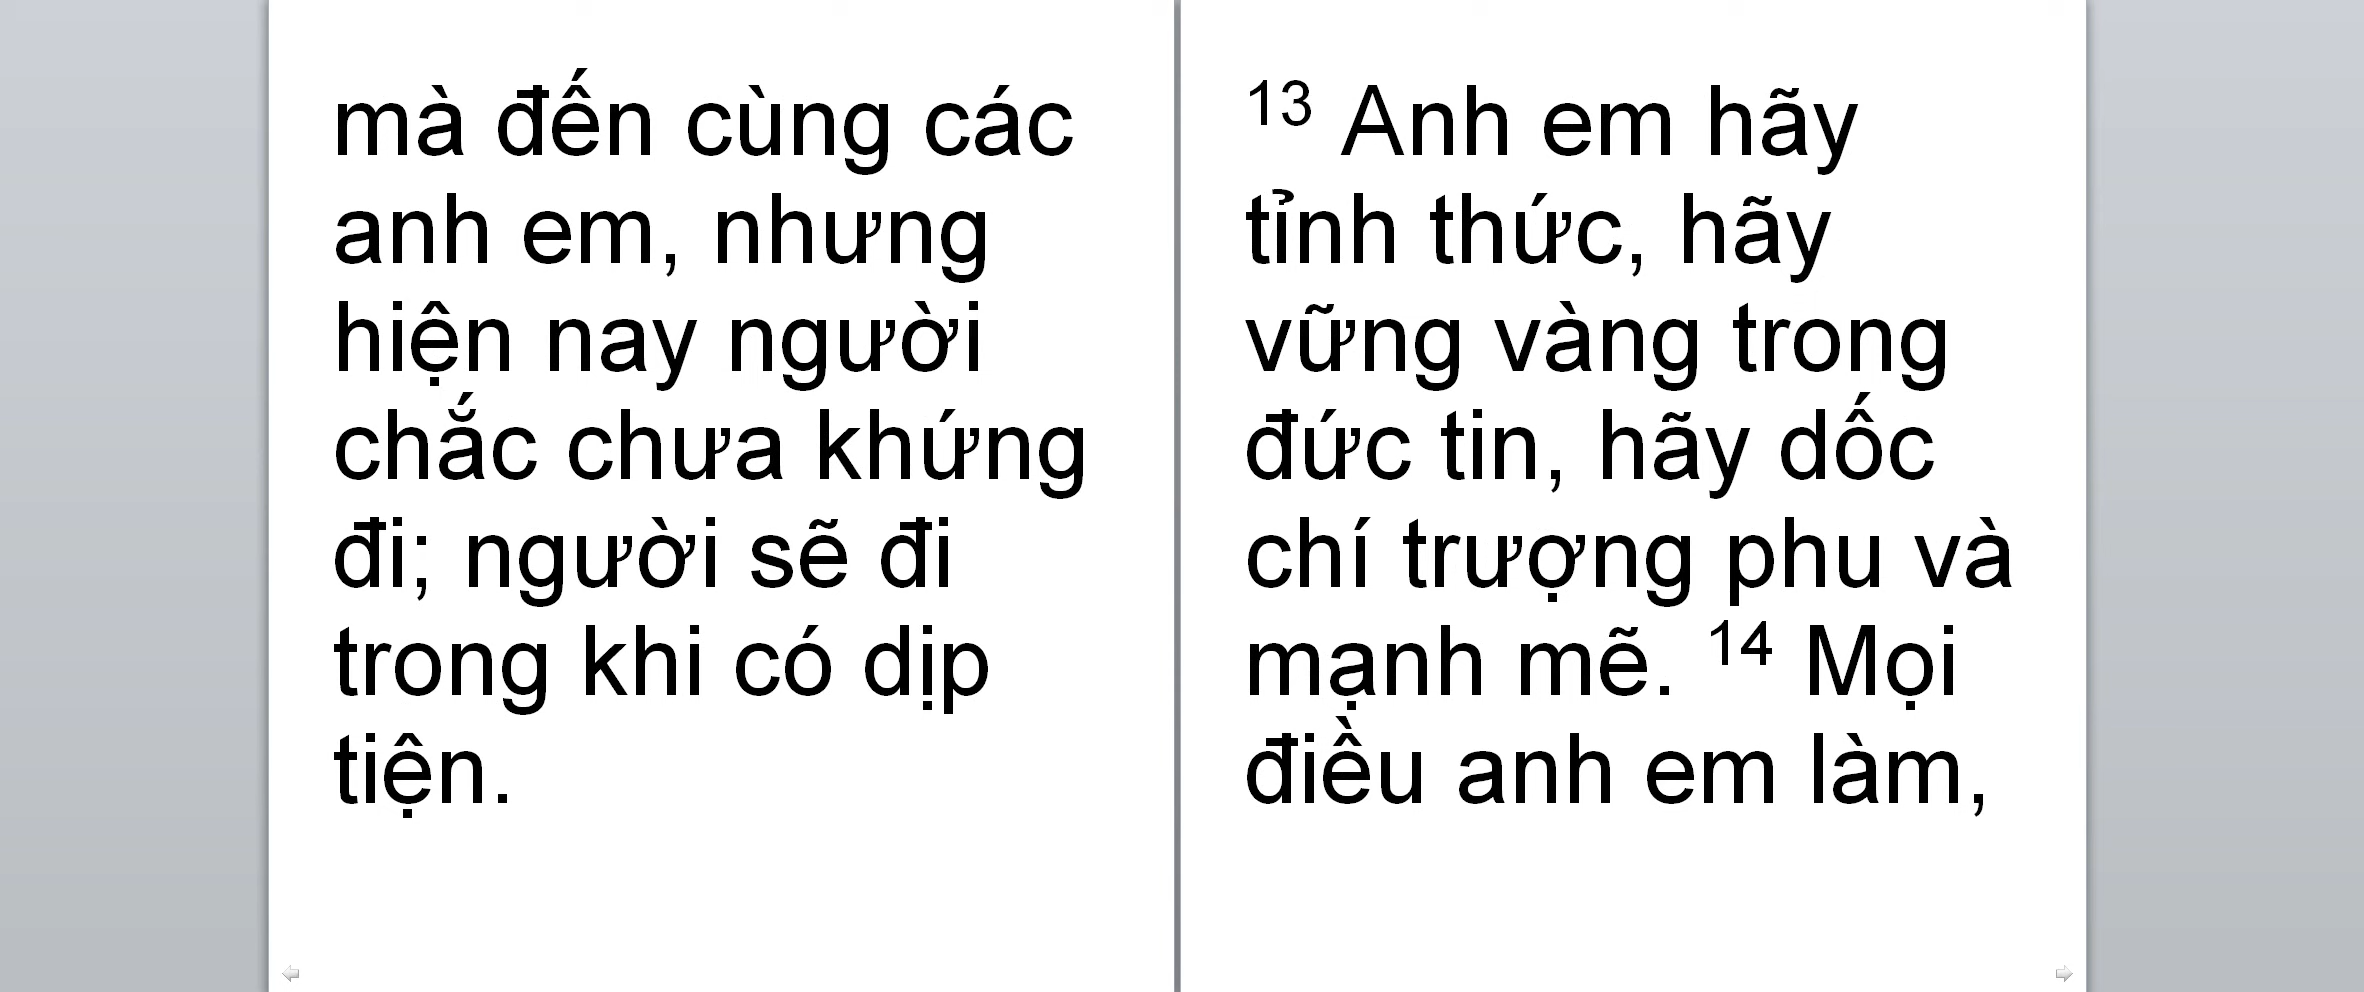 mà đến cùng các
anh em, nhưng
hiện nay người
chắc chưa khứng
đi; người sẽ đi
trong khi có dịp
tiện.
13 Anh em hãy
tỉnh thức, hãy
vững vàng trong
đức tin, hãy dốc
chí trượng phu và
mạnh mẽ. 14 Mọi
điều anh em làm,